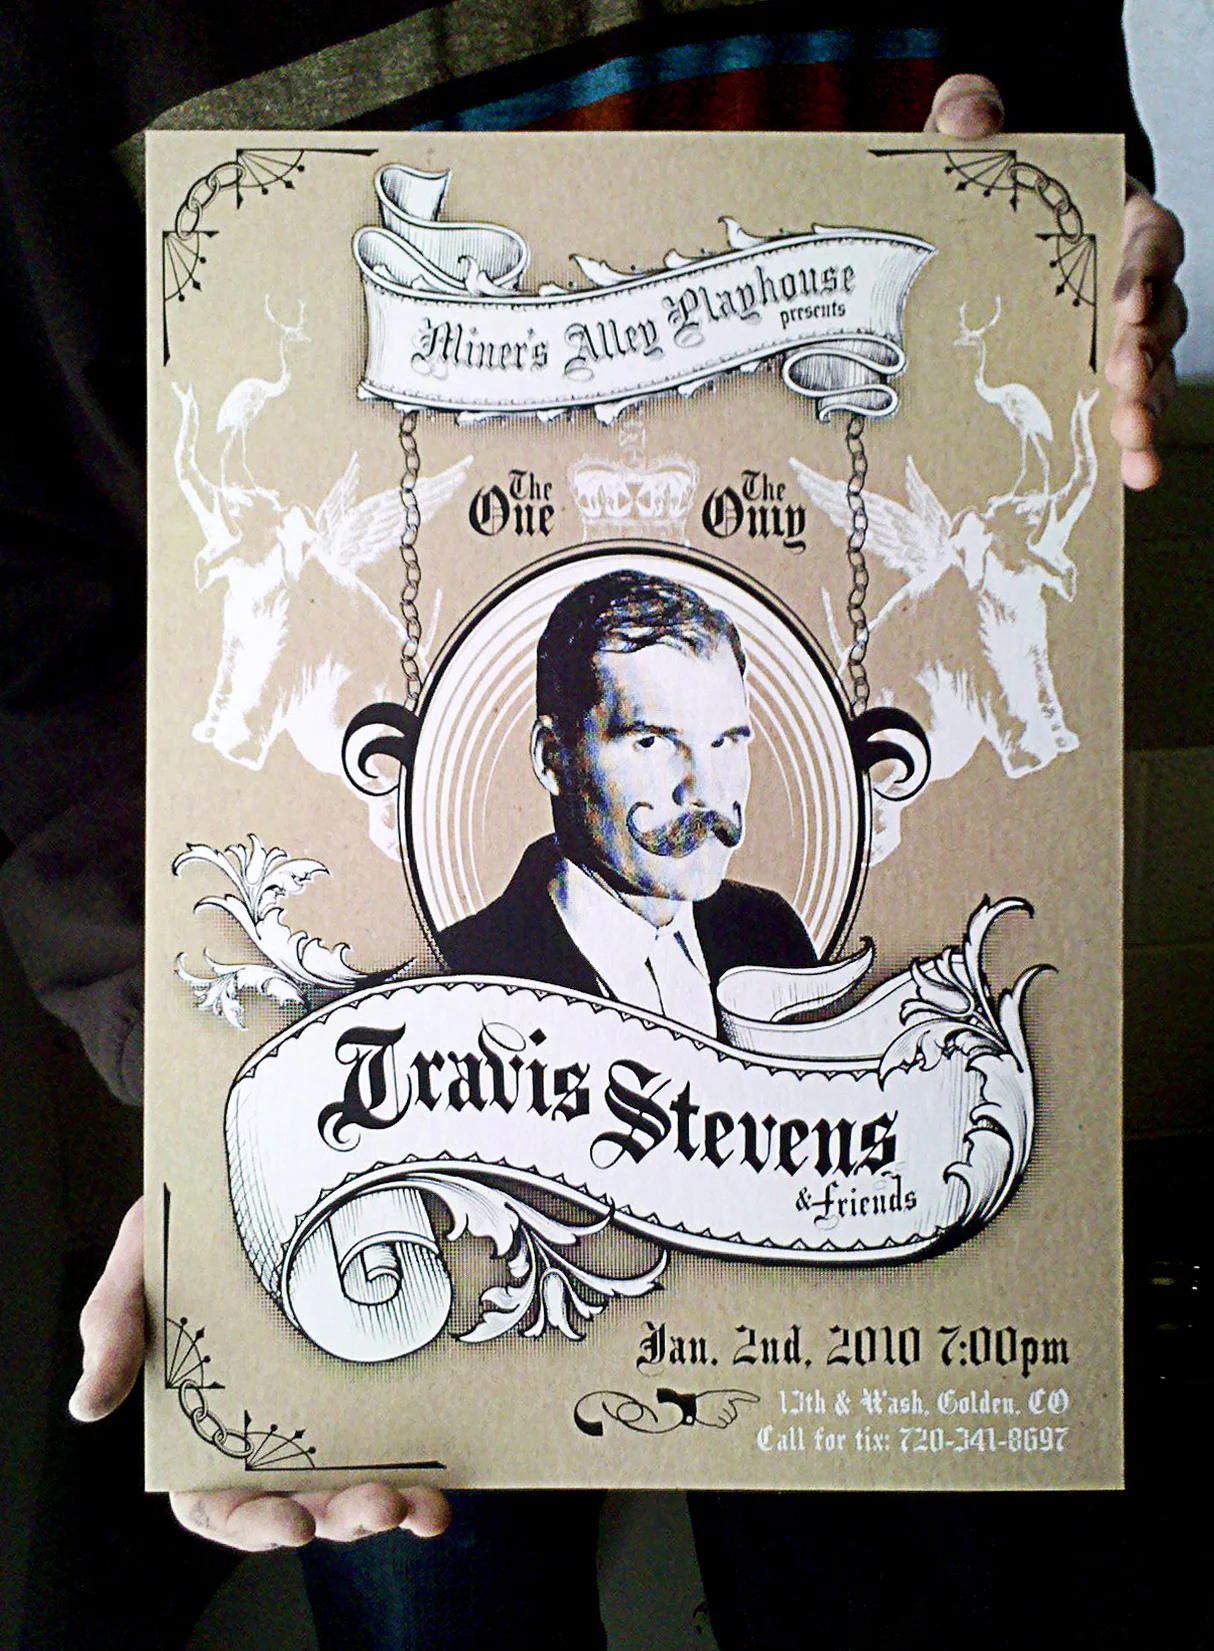 Miner's Alley Playhouse
presents
The One The Only
Travis Stevens
& friends
Jan. 2nd, 2010 7:00pm
13th & Wash, Golden, CO
Call for tix: 720-341-8697